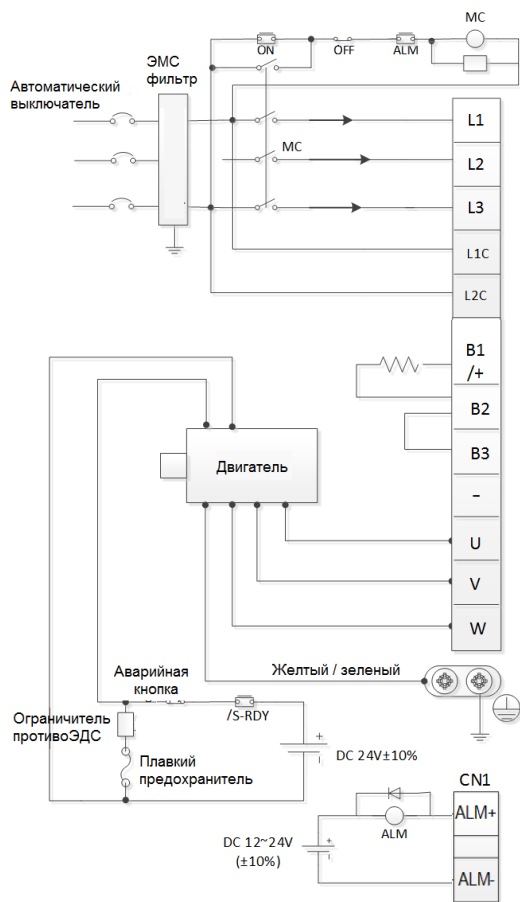 MC
ON
OFF
ALM
ЭМС
фильтр
Автоматический
выключатель
MC
L1
L2
L3
L1C
L2C
B1
/+
B2
B3
–
U
V
W
Двигатель
Желтый / зеленый
Аварийная
кнопка
/S-RDY
Ограничитель
противоЭДС
Плавкий
предохранитель
+
–
DC 24V±10%
CN1
ALM+
ALM
DC 12~24V
(±10%)
+
–
ALM-